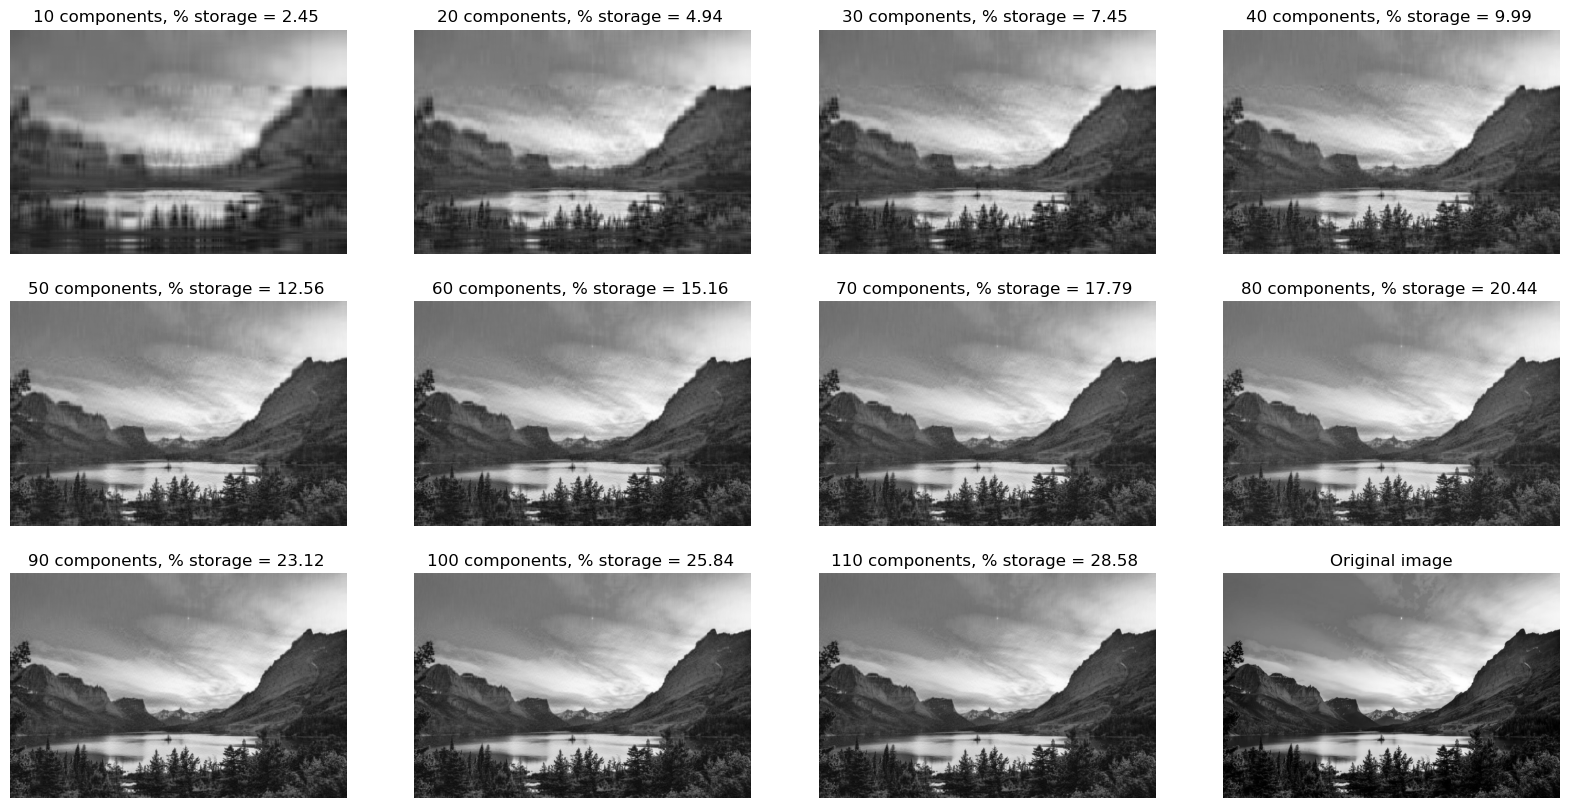 10 components, % storage = 2.45
20 components, % storage = 4.94
30 components, % storage = 7.45
40 components, % storage = 9.99
50 components, % storage = 12.56
60 components, % storage = 15.16
70 components, % storage = 17.79
80 components, % storage = 20.44
90 components, % storage = 23.12
100 components, % storage = 25.84
110 components, % storage = 28.58
Original image